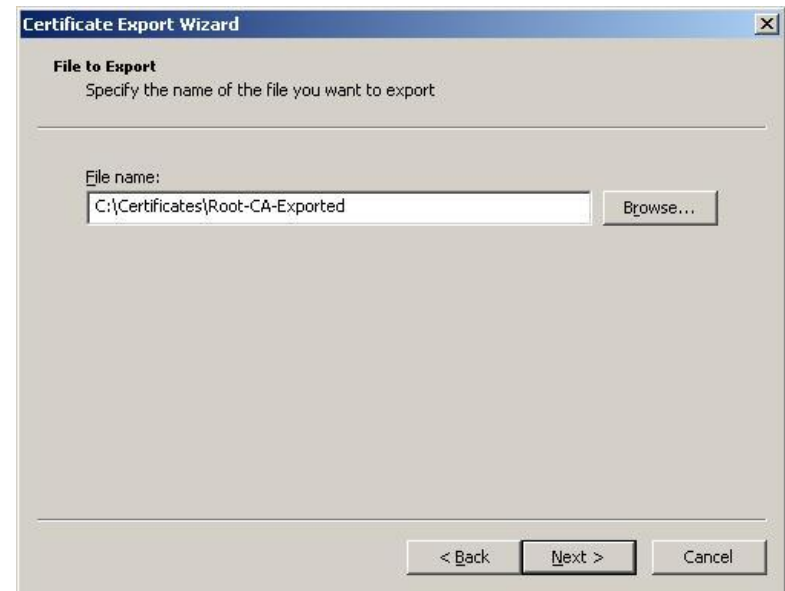 Certificate Export Wizard
File to Export
Specify the name of the file you want to export
File name:
C:\Certificates\Root-CA-Exported
Browse...
< Back
Next >
Cancel